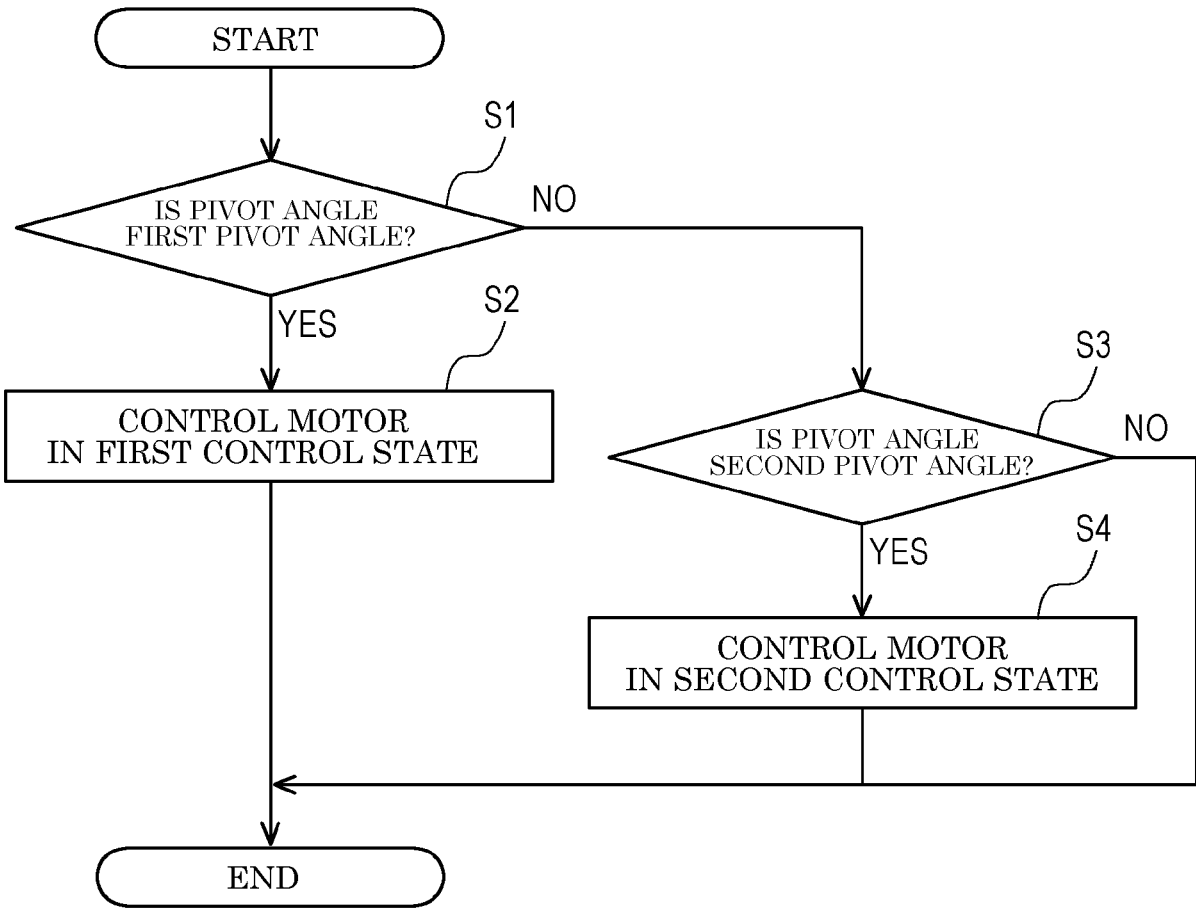 START
S1
IS PIVOT ANGLE
FIRST PIVOT ANGLE?
NO
YES
S2
CONTROL MOTOR
IN FIRST CONTROL STATE
S3
IS PIVOT ANGLE
SECOND PIVOT ANGLE?
NO
YES
S4
CONTROL MOTOR
IN SECOND CONTROL STATE
END